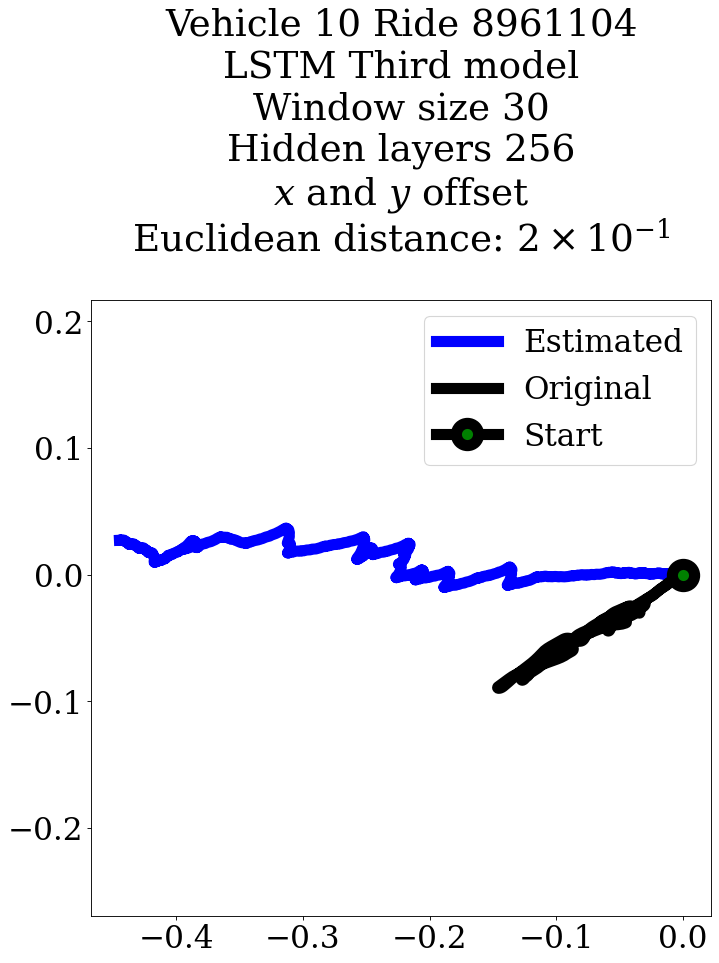 Vehicle 10 Ride 8961104
LSTM Third model
Window size 30
Hidden layers 256
x and y offset
Euclidean distance: 2 × 10⁻¹
Estimated
Original
Start
0.2
0.1
0.0
−0.1
−0.2
−0.4 −0.3 −0.2 −0.1 0.0